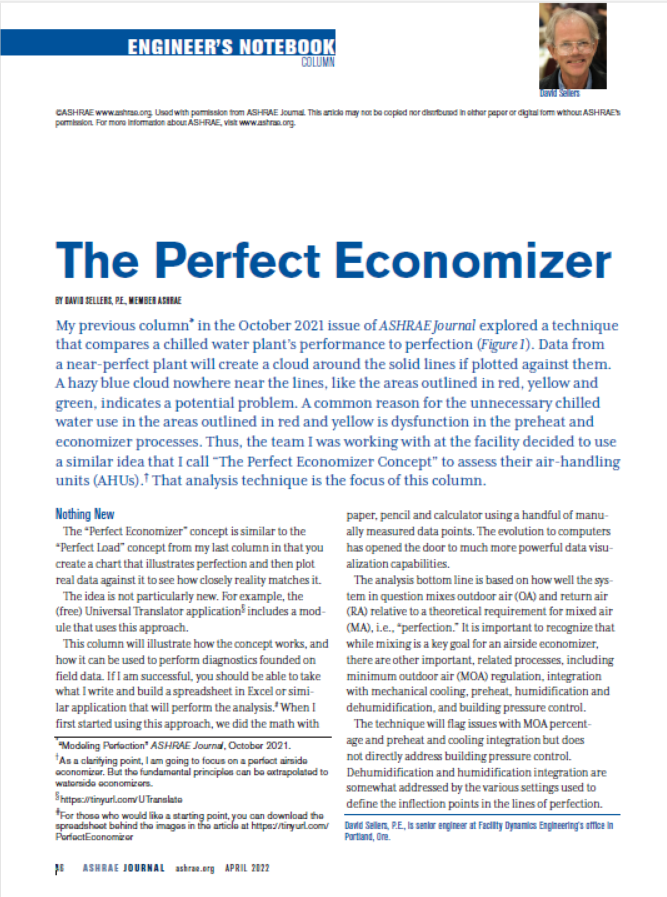 ENGINEER'S NOTEBOOK
COLUMN
David Sellers
©ASHRAE www.ashrae.org. Used with permission from ASHRAE Journal. This article may not be copied nor distributed in either paper or digital form without ASHRAE's
permission. For more information about ASHRAE, visit www.ashrae.org.
The Perfect Economizer
BY DAVID SELLERS, P.E., MEMBER ASHRAE
My previous column* in the October 2021 issue of ASHRAE Journal explored a technique
that compares a chilled water plant's performance to perfection (Figure 1). Data from
a near-perfect plant will create a cloud around the solid lines if plotted against them.
A hazy blue cloud nowhere near the lines, like the areas outlined in red, yellow and
green, indicates a potential problem. A common reason for the unnecessary chilled
water use in the areas outlined in red and yellow is dysfunction in the preheat and
economizer processes. Thus, the team I was working with at the facility decided to use
a similar idea that I call “The Perfect Economizer Concept” to assess their air-handling
units (AHUs).† That analysis technique is the focus of this column.
Nothing New
The “Perfect Economizer” concept is similar to the
“Perfect Load” concept from my last column in that you
create a chart that illustrates perfection and then plot
real data against it to see how closely reality matches it.
The idea is not particularly new. For example, the
(free) Universal Translator application§ includes a mod-
ule that uses this approach.
This column will illustrate how the concept works, and
how it can be used to perform diagnostics founded on
field data. If I am successful, you should be able to take
what I write and build a spreadsheet in Excel or simi-
lar application that will perform the analysis.‡ When I
first started using this approach, we did the math with
*“Modeling Perfection” ASHRAE Journal, October 2021.
†As a clarifying point, I am going to focus on a perfect airside
economizer. But the fundamental principles can be extrapolated to
waterside economizers.
§https://tinyurl.com/UTranslate
‡For those who would like a starting point, you can download the
spreadsheet behind the images in the article at https://tinyurl.com/
PerfectEconomizer
paper, pencil and calculator using a handful of manu-
ally measured data points. The evolution to computers
has opened the door to much more powerful data visu-
alization capabilities.
The analysis bottom line is based on how well the sys-
tem in question mixes outdoor air (OA) and return air
(RA) relative to a theoretical requirement for mixed air
(MA), i.e., “perfection.” It is important to recognize that
while mixing is a key goal for an airside economizer,
there are other important, related processes, including
minimum outdoor air (MOA) regulation, integration
with mechanical cooling, preheat, humidification and
dehumidification, and building pressure control.
The technique will flag issues with MOA percent-
age and preheat and cooling integration but does
not directly address building pressure control.
Dehumidification and humidification integration are
somewhat addressed by the various settings used to
define the inflection points in the lines of perfection.
David Sellers, P.E., is senior engineer at Facility Dynamics Engineering's office in
Portland, Ore.
ASHRAE JOURNAL ashrae.org APRIL 2022